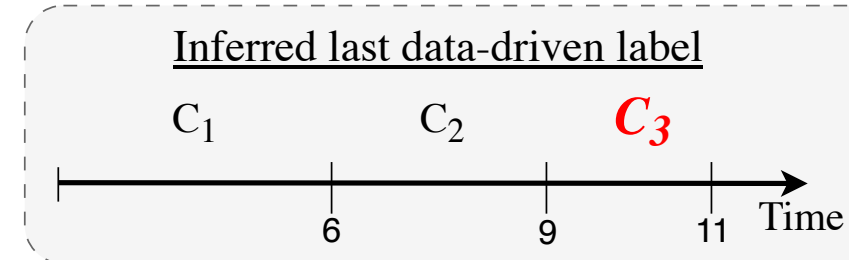 Inferred last data-driven label
C₁ C₂ C₃
6 9 11 Time